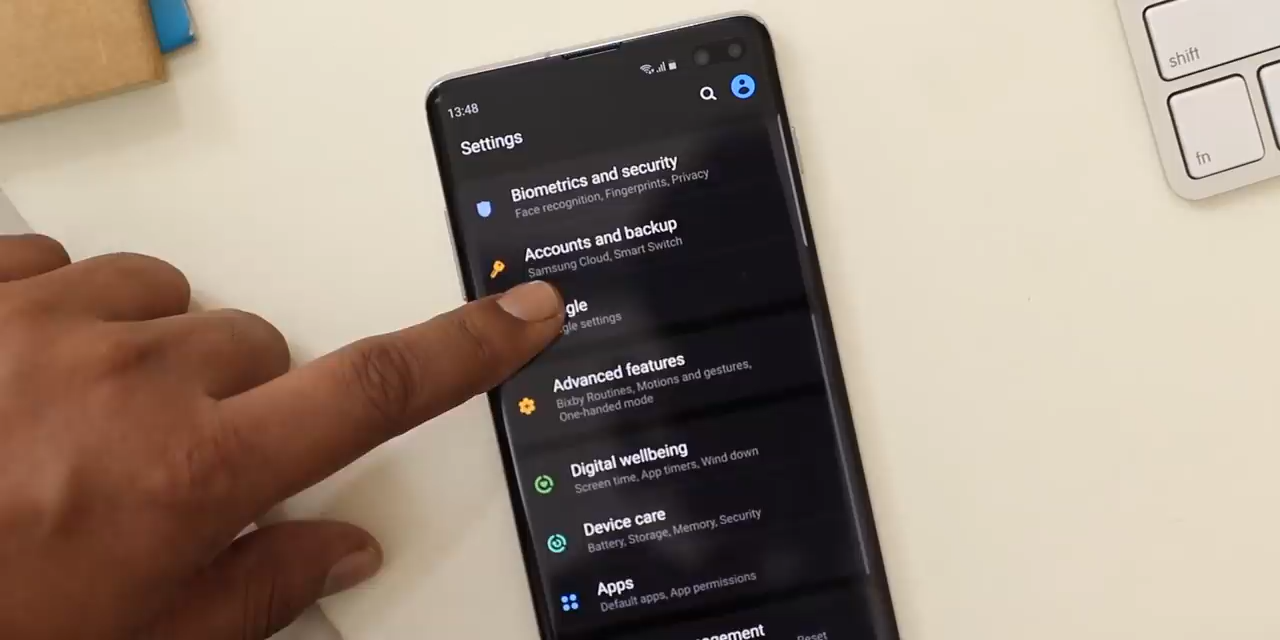 13:48
Settings
Biometrics and security
Face recognition, Fingerprints, Privacy
Accounts and backup
Samsung Cloud, Smart Switch
gle
gle settings
Advanced features
Bixby Routines, Motions and gestures,
One-handed mode
Digital wellbeing
Screen time, App timers, Wind down
Device care
Battery, Storage, Memory, Security
Apps
Default apps, App permissions
agement
Reset
shift
fn